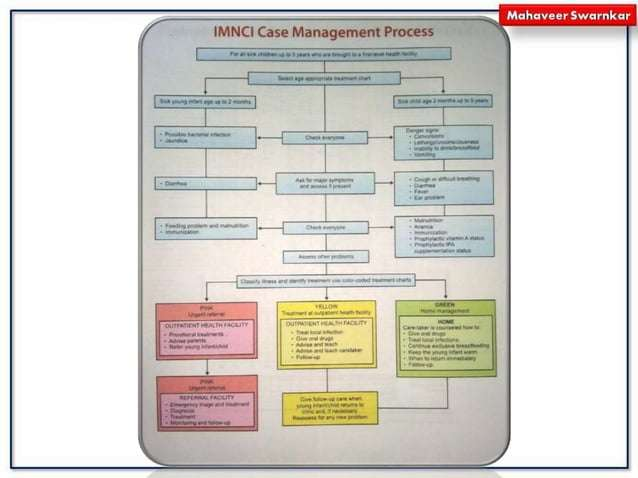 Mahaveer Swarnkar
IMNCI Case Management Process
For all sick children up to 5 years who are brought to a first-level health facility
Select age appropriate treatment chart
Sick young infant age up to 2 months
Sick child age 2 months up to 5 years
• Possible bacterial infection
• Jaundice
Check everyone
Danger signs
• Convulsions
• Lethargy/unconsciousness
• Inability to drink/breastfeed
• Vomiting
• Diarrhea
Ask for major symptoms
and assess if present
• Cough or difficult breathing
• Diarrhea
• Fever
• Ear problem
• Feeding problem and malnutrition
• Immunization
Check everyone
• Malnutrition
• Anemia
• Immunization
• Prophylactic vitamin A status
• Prophylactic IFA
supplementation status
Assess other problems
Classify illness and identify treatment use color-coded treatment charts
PINK
Urgent referral
OUTPATIENT HEALTH FACILITY
• Prereferral treatments
• Advise parents
• Refer young infant/child
YELLOW
Treatment at outpatient health facility
OUTPATIENT HEALTH FACILITY
• Treat local infection
• Give oral drugs
• Advise and teach
• Advise and teach caretaker
• Follow-up
GREEN
Home management
HOME
Caretaker is counseled how to:
• Give oral drugs
• Treat local infections
• Continue exclusive breastfeeding
• Keep the young infant warm
• When to return immediately
• Follow-up
PINK
Urgent referral
REFERRAL FACILITY
• Emergency triage and treatment
• Diagnosis
• Treatment
• Monitoring and follow-up
Give follow-up care when
young infant/child returns to
clinic and, if necessary
Reassess for any new problem